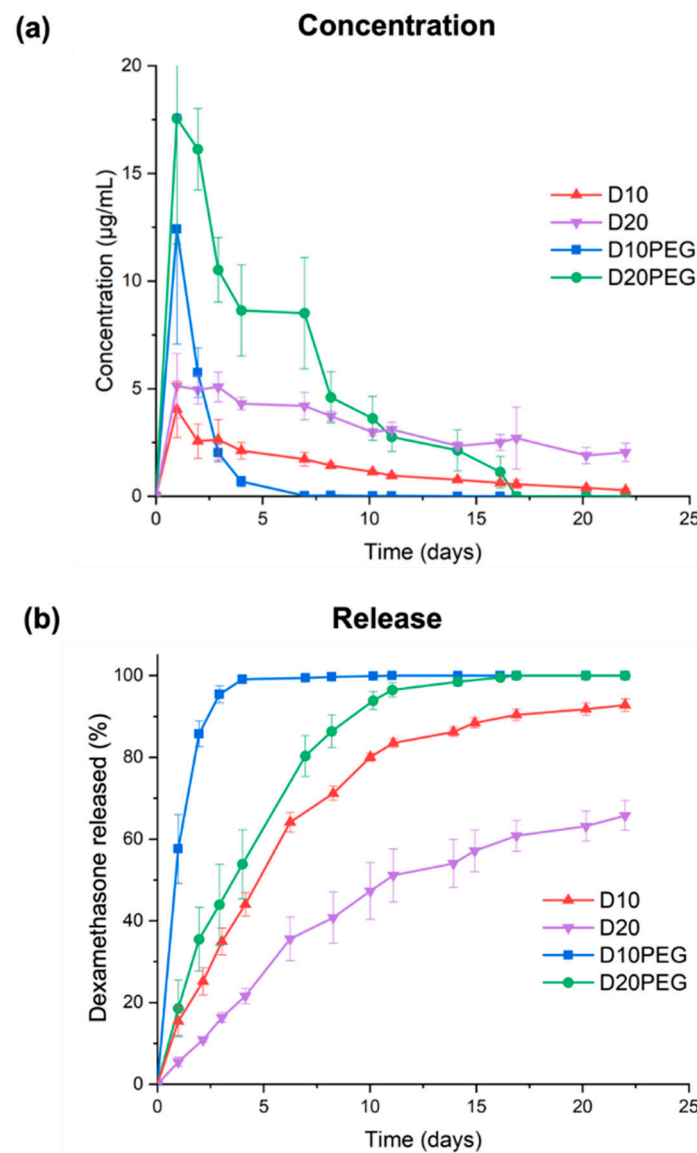 (a) Concentration
20
15
10
5
0
Concentration (µg/mL)
D10
D20
D10PEG
D20PEG
0 5 10 15 20 25
Time (days)
(b) Release
100
80
60
40
20
0
Dexamethasone released (%)
D10
D20
D10PEG
D20PEG
0 5 10 15 20 25
Time (days)